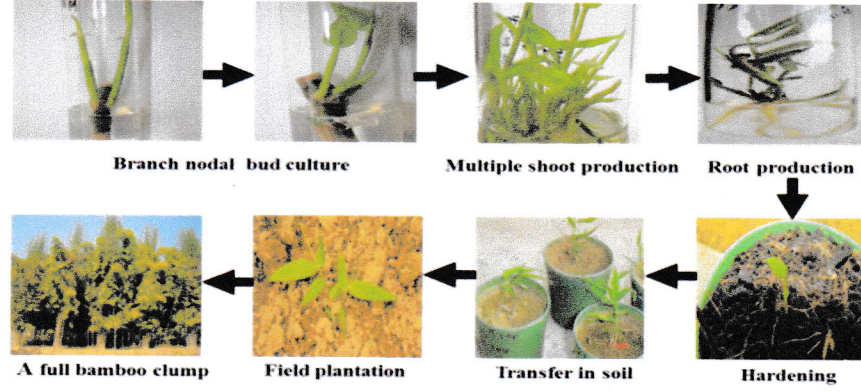 Branch nodal bud culture
Multiple shoot production
Root production
A full bamboo clump
Field plantation
Transfer in soil
Hardening